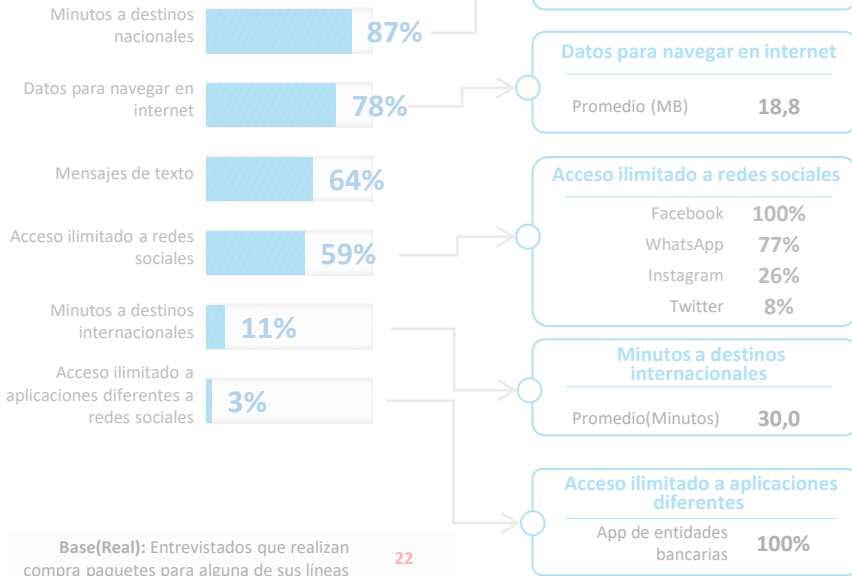 Minutos a destinos
nacionales
87%
Datos para navegar en
internet
78%
Mensajes de texto
64%
Acceso ilimitado a redes
sociales
59%
Minutos a destinos
internacionales
11%
Acceso ilimitado a
aplicaciones diferentes a
redes sociales
3%
Datos para navegar en internet
Promedio (MB) 18,8
Acceso ilimitado a redes sociales
Facebook 100%
WhatsApp 77%
Instagram 26%
Twitter 8%
Minutos a destinos
internacionales
Promedio(Minutos) 30,0
Acceso ilimitado a aplicaciones
diferentes
App de entidades
bancarias 100%
Base(Real): Entrevistados que realizan
compra paquetes para alguna de sus líneas
22